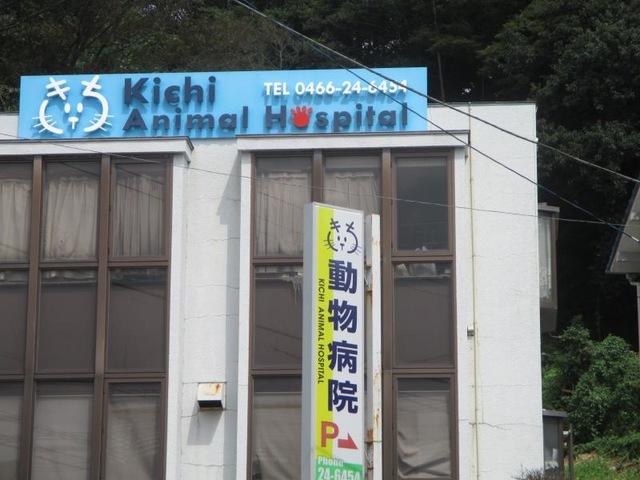 きち
Kichi
TEL 0466-24-6454
Animal Hospital
きち
動物病院
KICHI ANIMAL HOSPITAL
P
Phone
24-6454